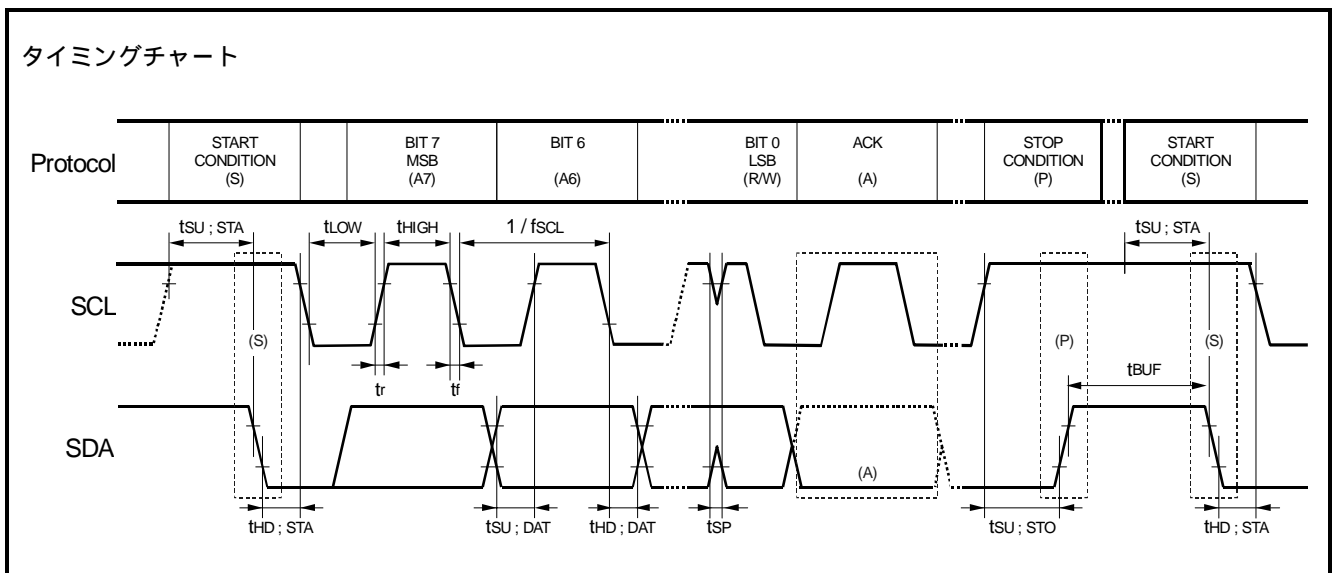 タイミングチャート
Protocol
START CONDITION (S)
BIT 7 MSB (A7)
BIT 6 (A6)
BIT 0 LSB (R/W)
ACK (A)
STOP CONDITION (P)
START CONDITION (S)
tSU ; STA
tLOW
tHIGH
1 / fSCL
tSU ; STA
SCL
(S)
(P)
(S)
tr
tf
tBUF
SDA
(A)
tHD ; STA
tSU ; DAT
tHD ; DAT
tSP
tSU ; STO
tHD ; STA